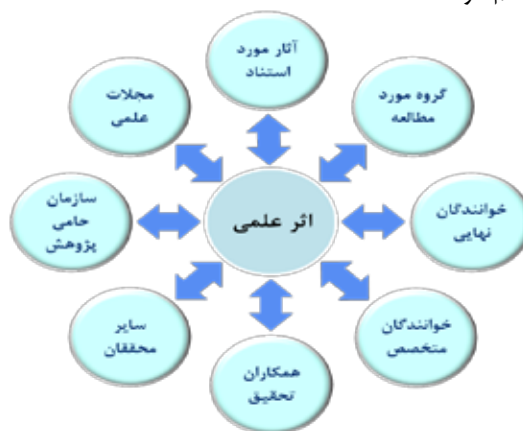 آثار مورد
استناد
گروه مورد
مطالعه
خوانندگان
نهایی
خوانندگان
متخصص
همکاران
تحقیق
سایر
محققان
سازمان
حامی
پژوهش
مجلات
علمی
اثر علمی